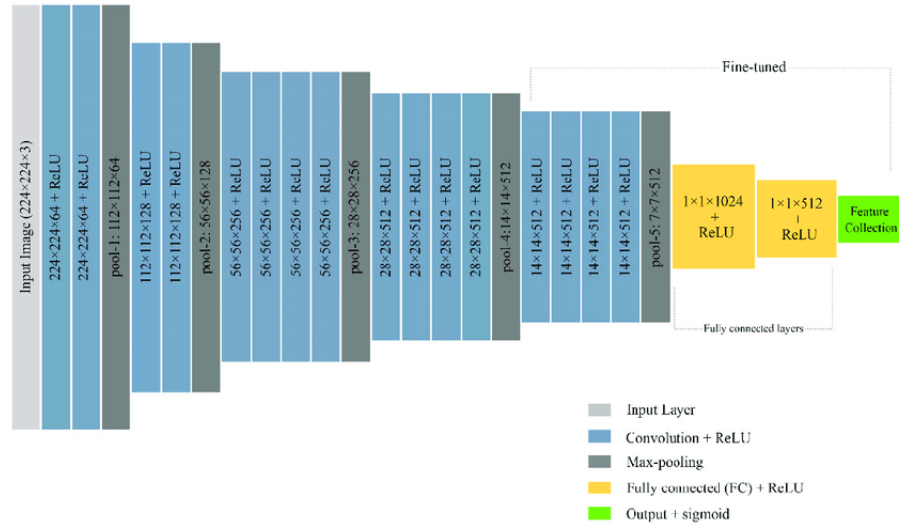 Input Image (224×224×3)
224×224×64 + ReLU
224×224×64 + ReLU
pool-1: 112×112×64
112×112×128 + ReLU
112×112×128 + ReLU
pool-2: 56×56×128
56×56×256 + ReLU
56×56×256 + ReLU
56×56×256 + ReLU
56×56×256 + ReLU
pool-3: 28×28×256
28×28×512 + ReLU
28×28×512 + ReLU
28×28×512 + ReLU
28×28×512 + ReLU
pool-4:14×14×512
14×14×512 + ReLU
14×14×512 + ReLU
14×14×512 + ReLU
14×14×512 + ReLU
pool-5: 7×7×512
Fine-tuned
1×1×1024
+
ReLU
1×1×512
+
ReLU
Feature
Collection
Fully connected layers
Input Layer
Convolution + ReLU
Max-pooling
Fully connected (FC) + ReLU
Output + sigmoid